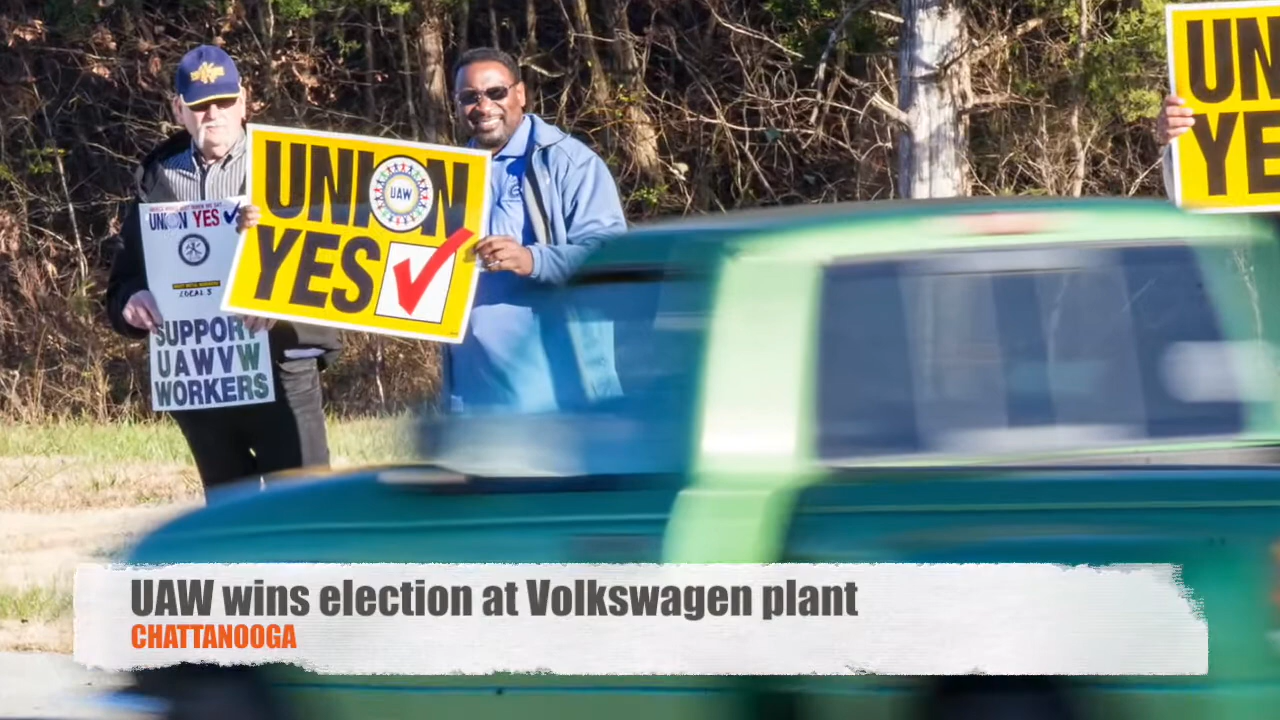 UNION
YES
UAW
UNION YES
LOCAL 5
SUPPORT
UAW VW
WORKERS
UN
YE
UAW wins election at Volkswagen plant
CHATTANOOGA